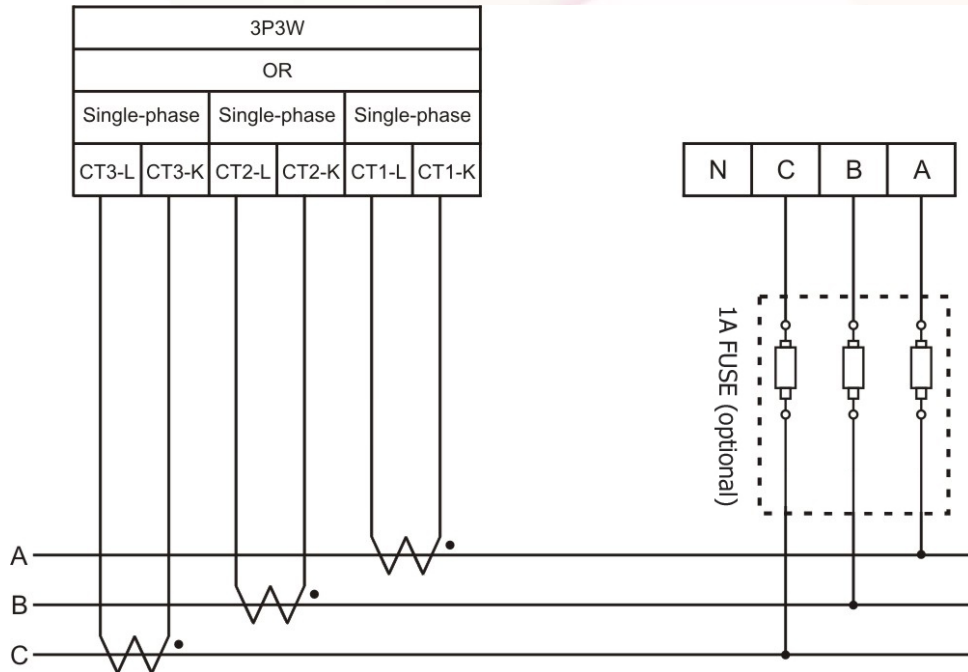 3P3W
OR
Single-phase Single-phase Single-phase
CT3-L CT3-K CT2-L CT2-K CT1-L CT1-K
N C B A
1A FUSE (optional)
A
B
C